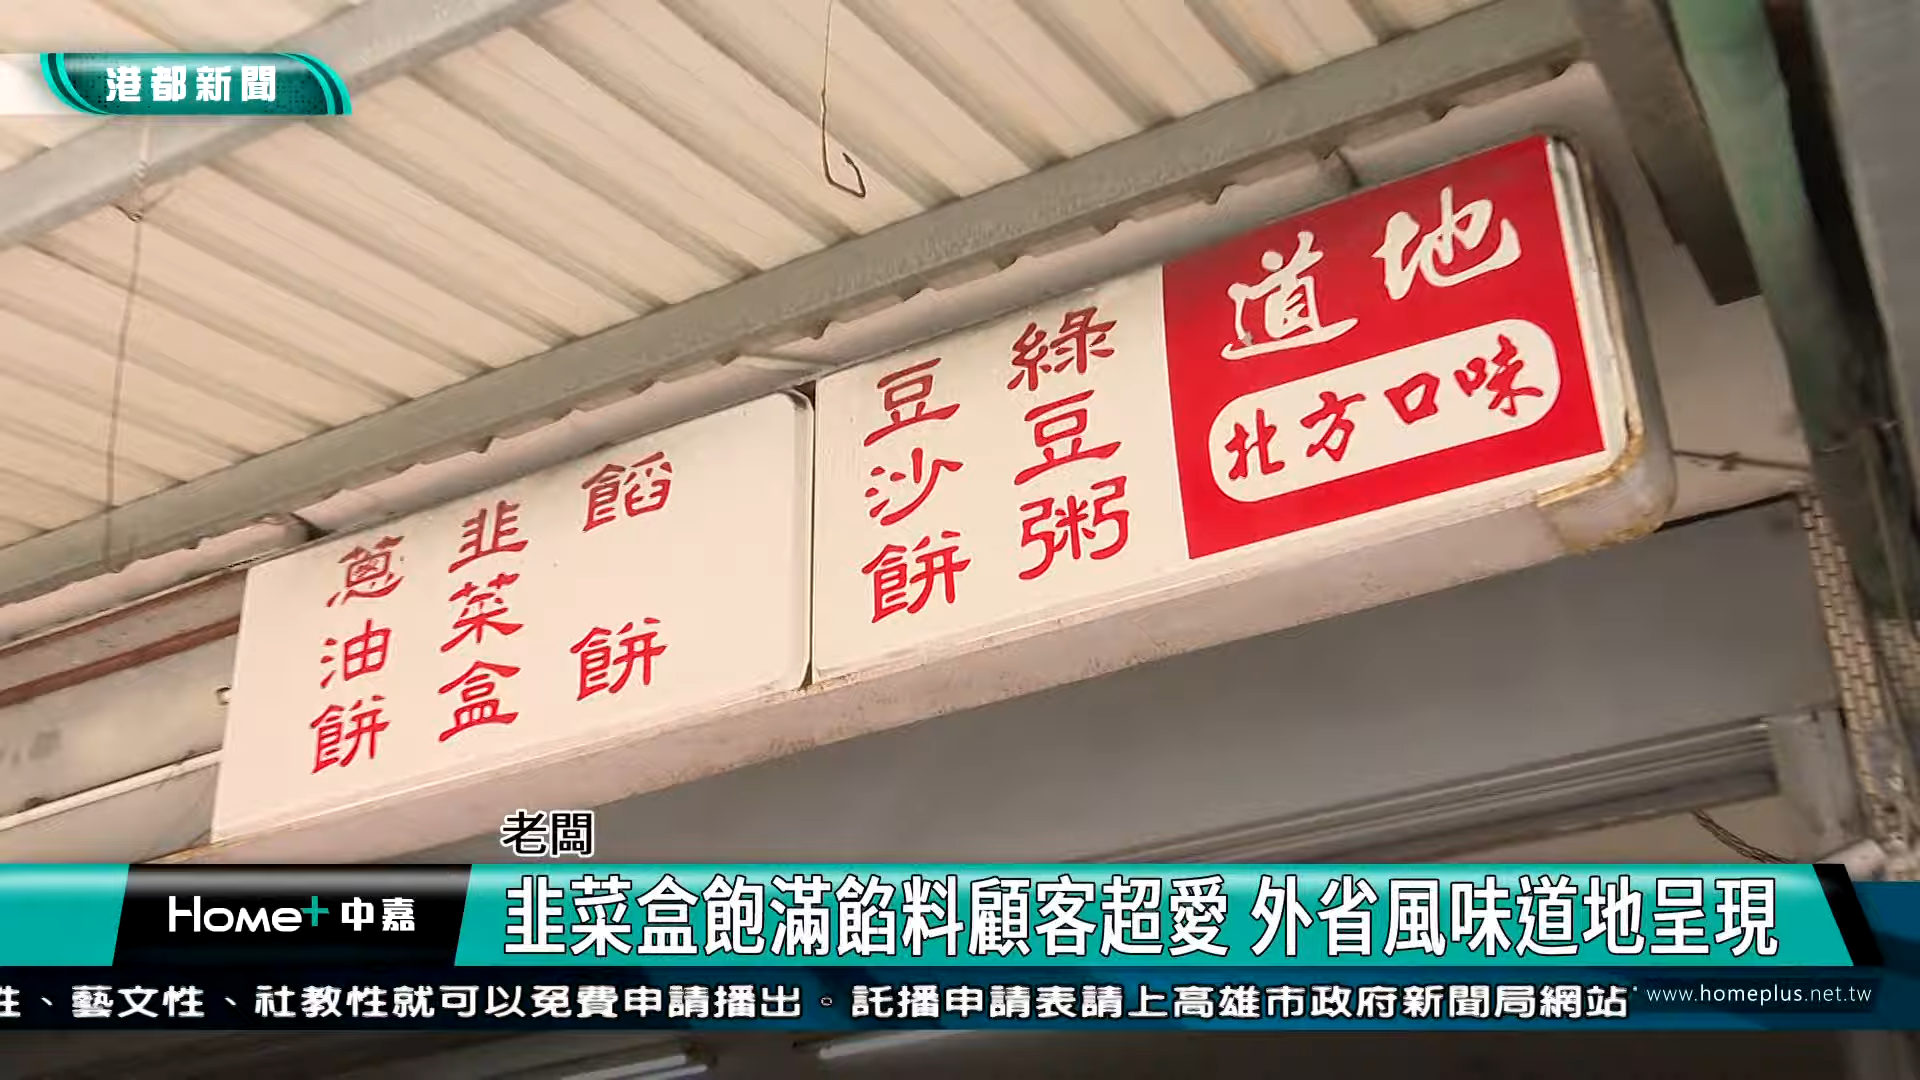 港都新聞
道地
北方口味
綠豆粥
豆沙餅
餡餅
韭菜盒
蔥油餅
老闆
Home+ 中嘉
韭菜盒飽滿餡料顧客超愛 外省風味道地呈現
性、藝文性、社教性就可以免費申請播出。託播申請表請上高雄市政府新聞局網站
www.homeplus.net.tw